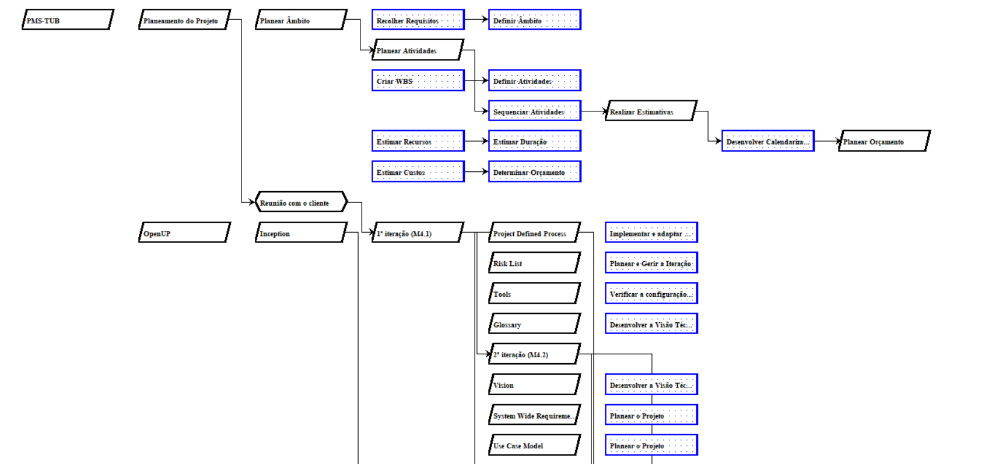 PMS-TUB
Planeamento do Projeto
Planear Âmbito
Recolher Requisitos
Definir Âmbito
Planear Atividades
Criar WBS
Definir Atividades
Sequenciar Atividades
Realizar Estimativas
Estimar Recursos
Estimar Duração
Desenvolver Calendariza...
Planear Orçamento
Estimar Custos
Determinar Orçamento
Reunião com o cliente
OpenUP
Inception
1ª iteração (M4.1)
Project Defined Process
Implementar e adaptar ...
Risk List
Planear e Gerir a Iteração
Tools
Verificar a configuração...
Glossary
Desenvolver a Visão Téc...
2ª iteração (M4.2)
Vision
Desenvolver a Visão Téc...
System Wide Requireme...
Planear o Projeto
Use Case Model
Planear o Projeto